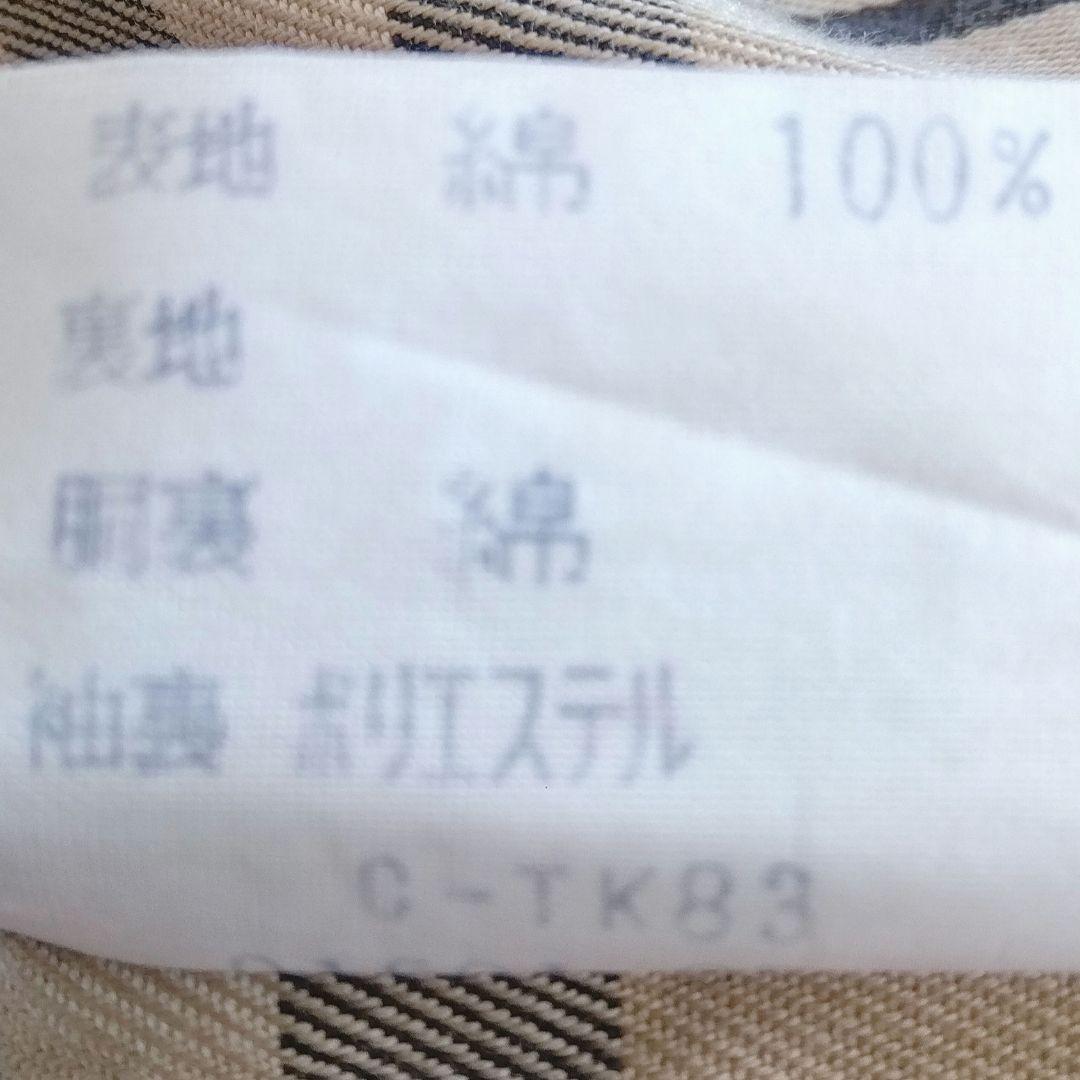 表地 綿 100%
裏地
胴裏 綿
袖裏 ポリエステル
C-TK83